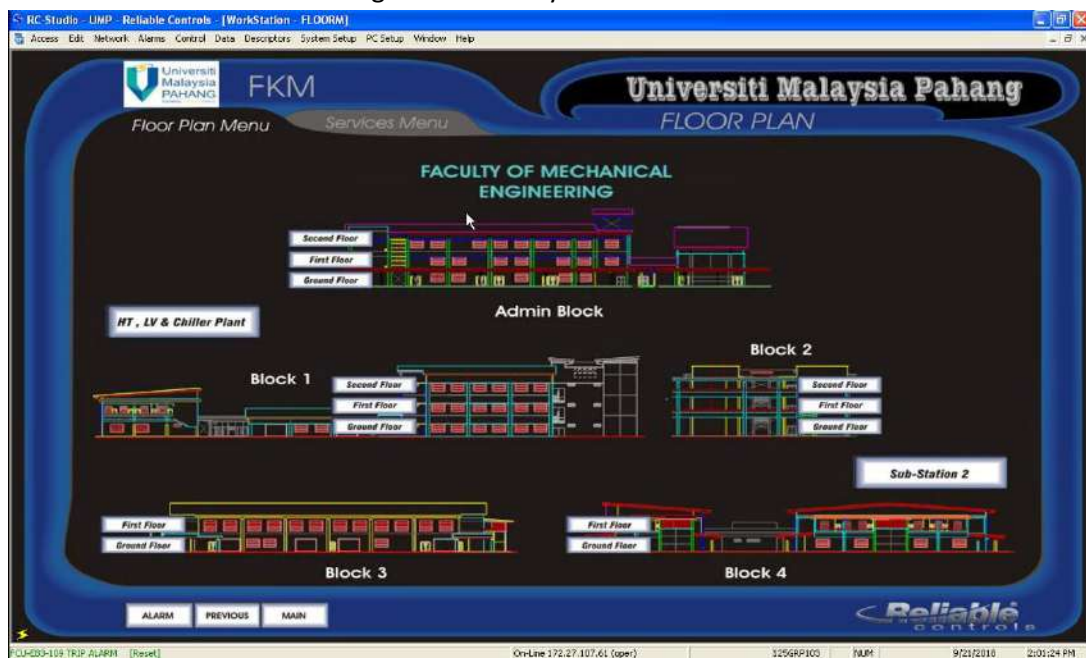 RC-Studio - UMP - Reliable Controls - [WorkStation - FLOORM]
Access Edit Network Alarms Control Data Descriptors System Setup PC Setup Window Help
Universiti
Malaysia
PAHANG
FKM
Universiti Malaysia Pahang
Floor Plan Menu
Services Menu
FLOOR PLAN
FACULTY OF MECHANICAL
ENGINEERING
Second Floor
First Floor
Ground Floor
Admin Block
HT , LV & Chiller Plant
Block 1
Second Floor
First Floor
Ground Floor
Block 2
Second Floor
First Floor
Ground Floor
Sub-Station 2
First Floor
Ground Floor
Block 3
First Floor
Ground Floor
Block 4
ALARM PREVIOUS MAIN
Reliable
controls
TRIP ALARM [Reset] On-Line 172.27.107.61 (oper) 125GRP103 NUM 9/21/2018 2:01:24 PM